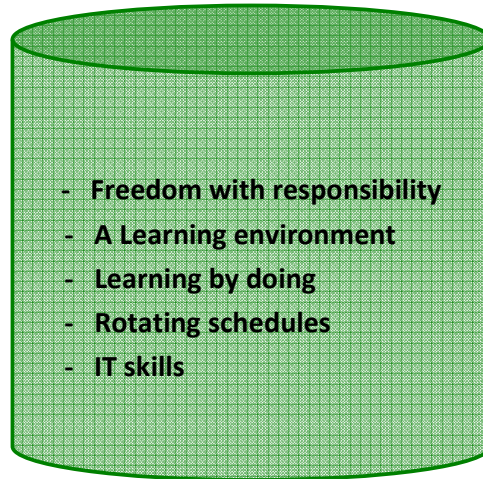 - Freedom with responsibility
- A Learning environment
- Learning by doing
- Rotating schedules
- IT skills